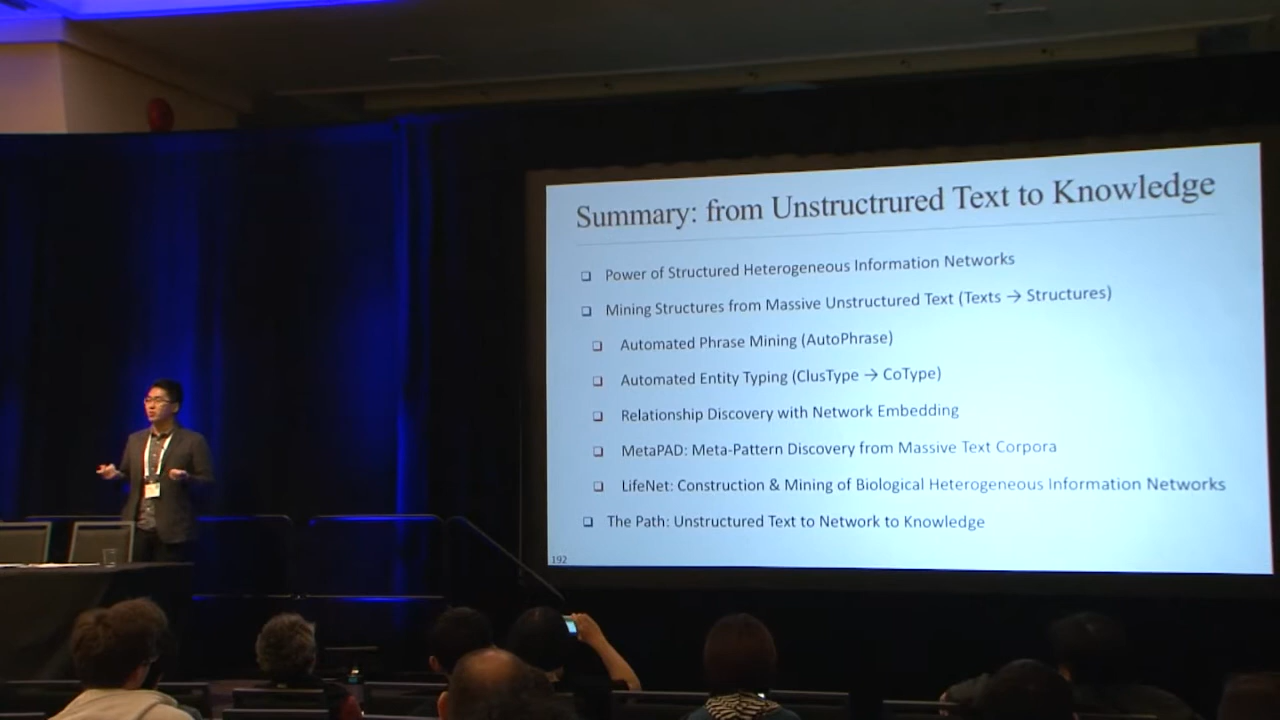 Summary: from Unstructrured Text to Knowledge
❑ Power of Structured Heterogeneous Information Networks
❑ Mining Structures from Massive Unstructured Text (Texts → Structures)
❑ Automated Phrase Mining (AutoPhrase)
❑ Automated Entity Typing (ClusType → CoType)
❑ Relationship Discovery with Network Embedding
❑ MetaPAD: Meta-Pattern Discovery from Massive Text Corpora
❑ LifeNet: Construction & Mining of Biological Heterogeneous Information Networks
❑ The Path: Unstructured Text to Network to Knowledge
192